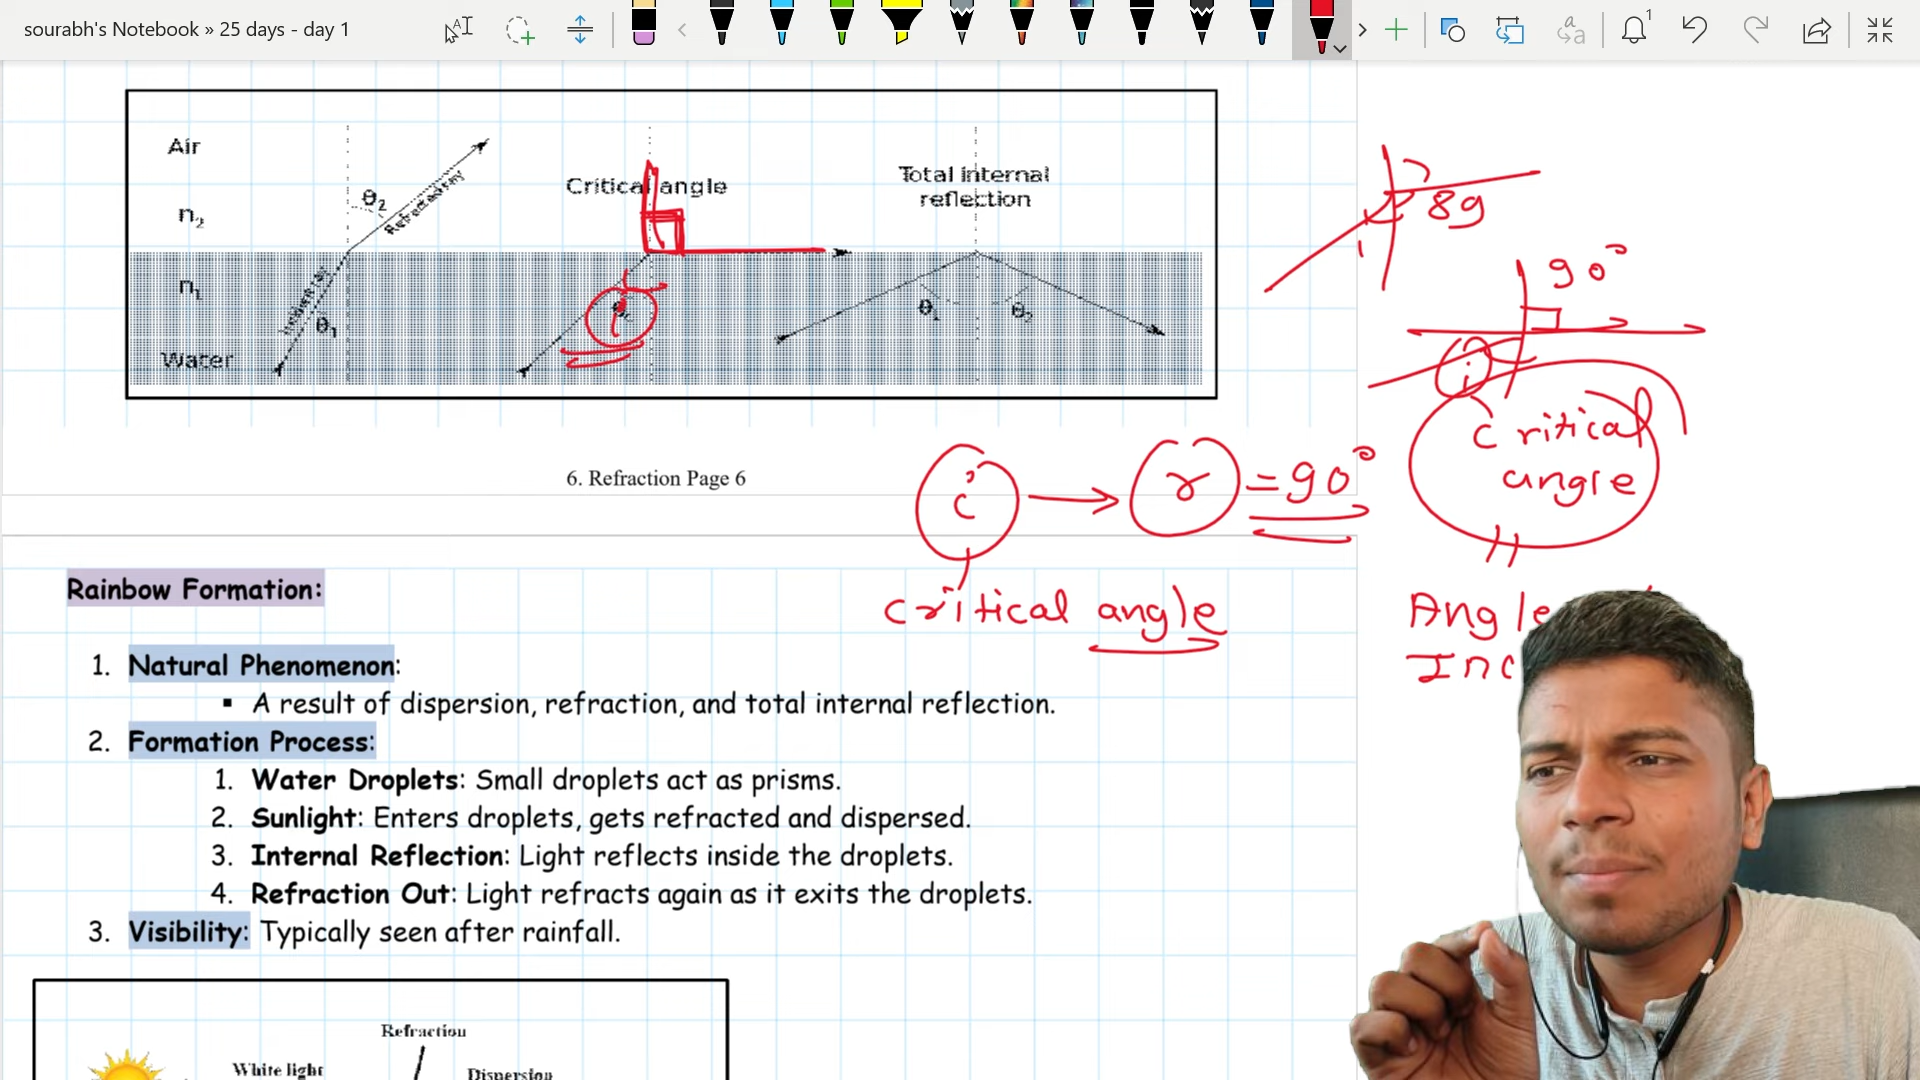 sourabh's Notebook » 25 days - day 1
1
Air
n2
θ2
Refracted ray
Critical angle
Total internal
reflection
n1
θ1
Water
θ1
θ2
i
89
90°
i
critical
angle
6. Refraction Page 6
i → r = 90°
critical angle
Angle
Inc
Rainbow Formation:
1. Natural Phenomenon:
▪ A result of dispersion, refraction, and total internal reflection.
2. Formation Process:
1. Water Droplets: Small droplets act as prisms.
2. Sunlight: Enters droplets, gets refracted and dispersed.
3. Internal Reflection: Light reflects inside the droplets.
4. Refraction Out: Light refracts again as it exits the droplets.
3. Visibility: Typically seen after rainfall.
Refraction
White light
Dispersion